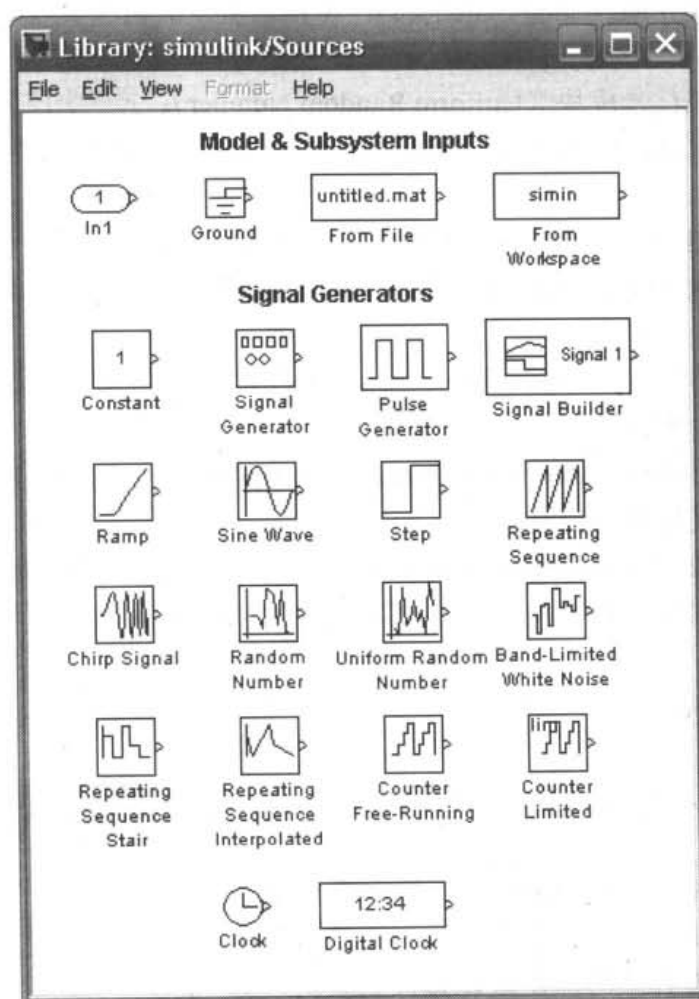 Library: simulink/Sources
File Edit View Format Help
Model & Subsystem Inputs
1
In1
Ground
untitled.mat
From File
simin
From
Workspace
Signal Generators
1
Constant
Signal
Generator
Pulse
Generator
Signal 1
Signal Builder
Ramp
Sine Wave
Step
Repeating
Sequence
Chirp Signal
Random
Number
Uniform Random
Number
Band-Limited
White Noise
Repeating
Sequence
Stair
Repeating
Sequence
Interpolated
Counter
Free-Running
lim
Counter
Limited
Clock
12:34
Digital Clock